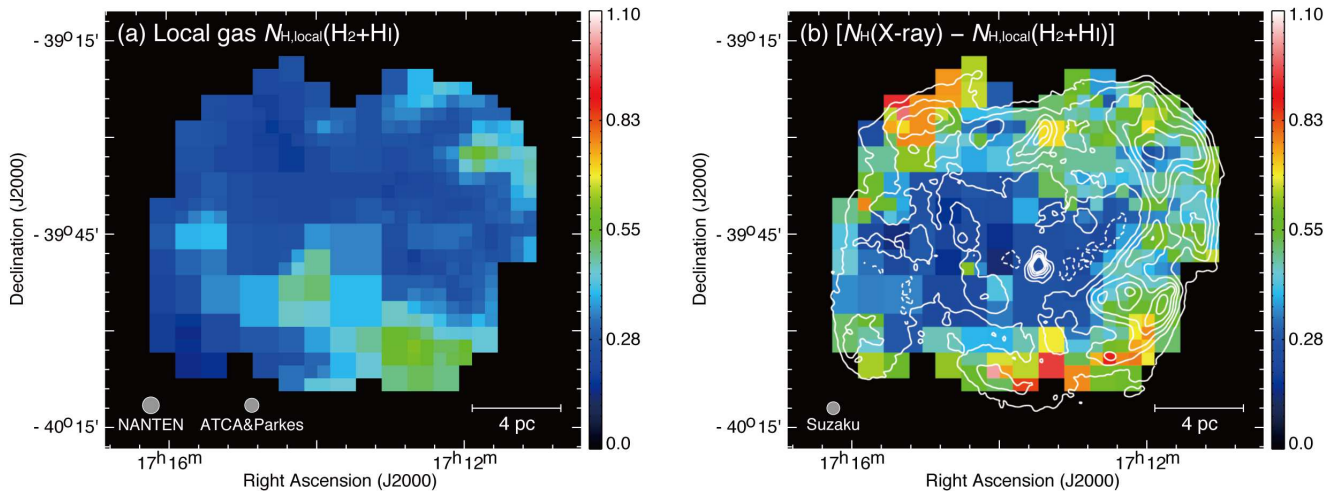 (a) Local gas N_H,local(H₂+HI)
- 39° 15'
- 39° 45'
- 40° 15'
Declination (J2000)
17ʰ 16ᵐ
17ʰ 12ᵐ
Right Ascension (J2000)
NANTEN
ATCA&Parkes
4 pc
1.10
0.83
0.55
0.28
0.0
(b) [N_H(X-ray) − N_H,local(H₂+HI)]
- 39° 15'
- 39° 45'
- 40° 15'
Declination (J2000)
17ʰ 16ᵐ
17ʰ 12ᵐ
Right Ascension (J2000)
Suzaku
4 pc
1.10
0.83
0.55
0.28
0.0